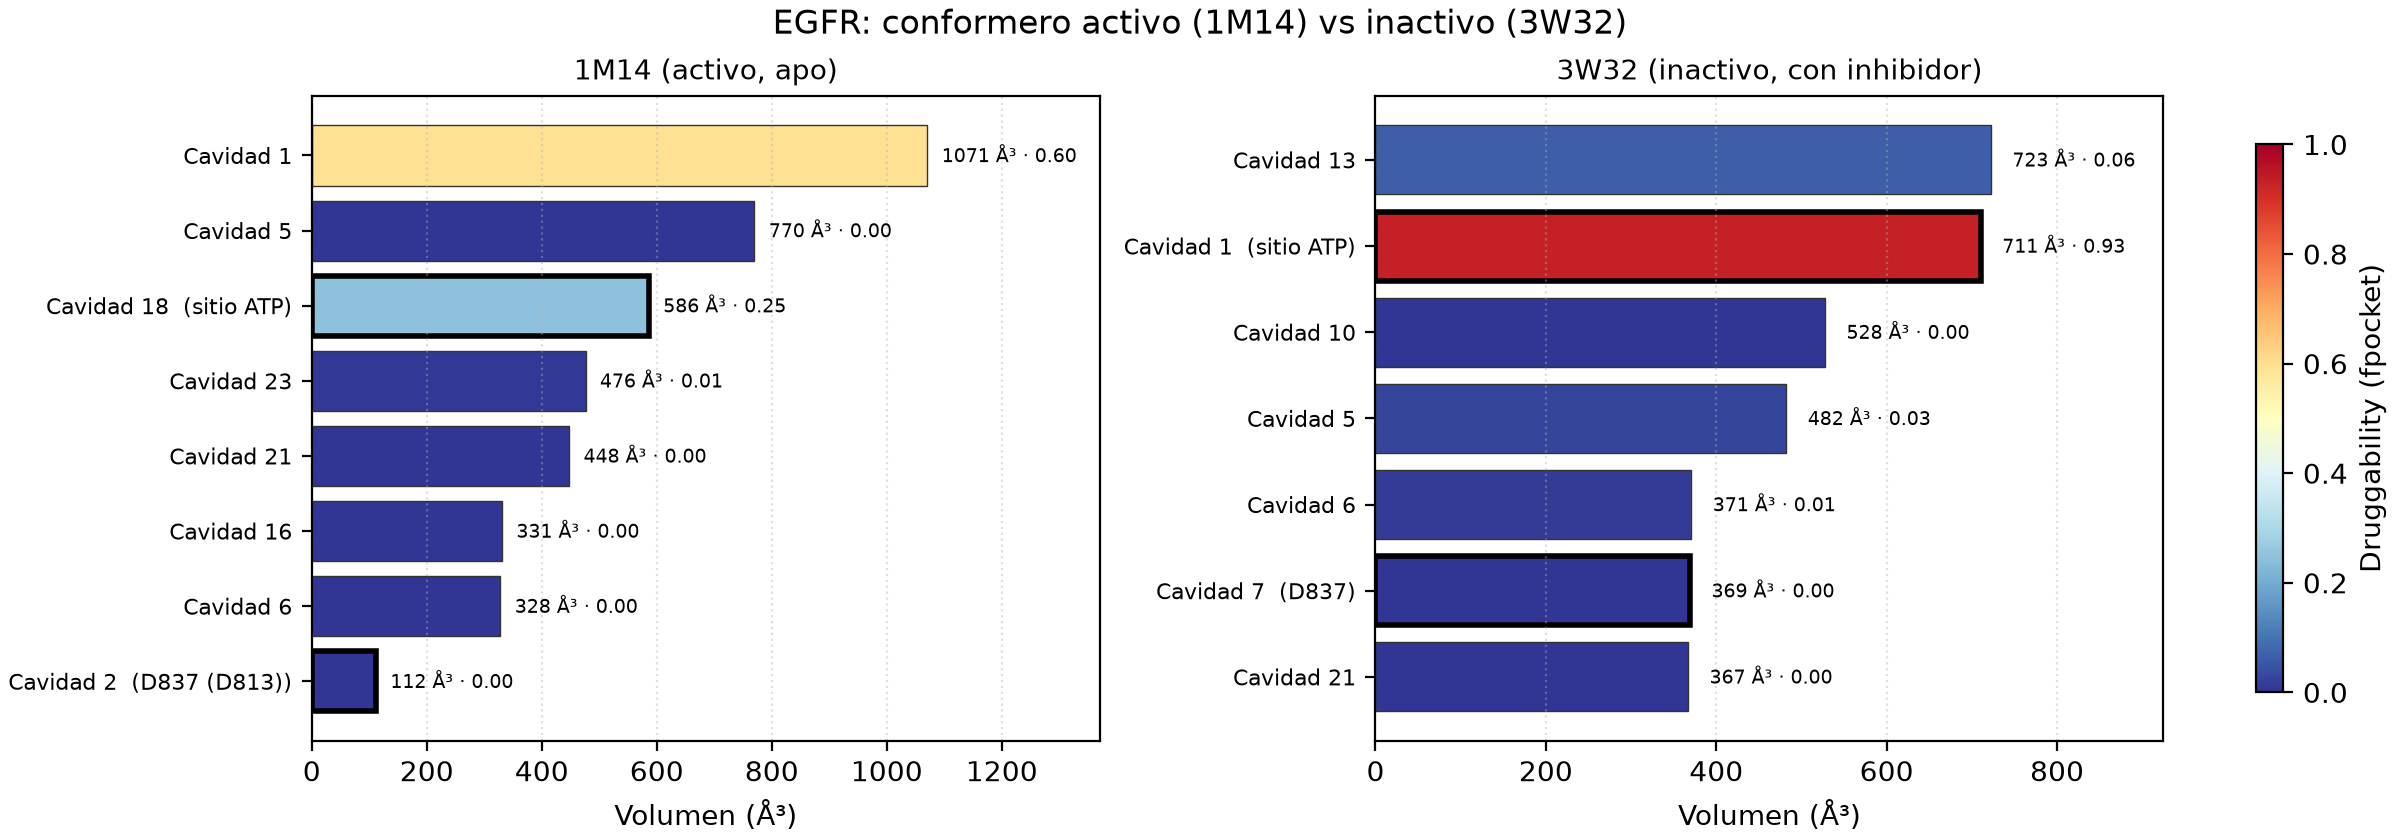 EGFR: conformero activo (1M14) vs inactivo (3W32)
1M14 (activo, apo)
Cavidad 1
1071 Å³ · 0.60
Cavidad 5
770 Å³ · 0.00
Cavidad 18 (sitio ATP)
586 Å³ · 0.25
Cavidad 23
476 Å³ · 0.01
Cavidad 21
448 Å³ · 0.00
Cavidad 16
331 Å³ · 0.00
Cavidad 6
328 Å³ · 0.00
Cavidad 2 (D837 (D813))
112 Å³ · 0.00
0 200 400 600 800 1000 1200
Volumen (Å³)
3W32 (inactivo, con inhibidor)
Cavidad 13
723 Å³ · 0.06
Cavidad 1 (sitio ATP)
711 Å³ · 0.93
Cavidad 10
528 Å³ · 0.00
Cavidad 5
482 Å³ · 0.03
Cavidad 6
371 Å³ · 0.01
Cavidad 7 (D837)
369 Å³ · 0.00
Cavidad 21
367 Å³ · 0.00
0 200 400 600 800
Volumen (Å³)
1.0
0.8
0.6
0.4
0.2
0.0
Druggability (fpocket)